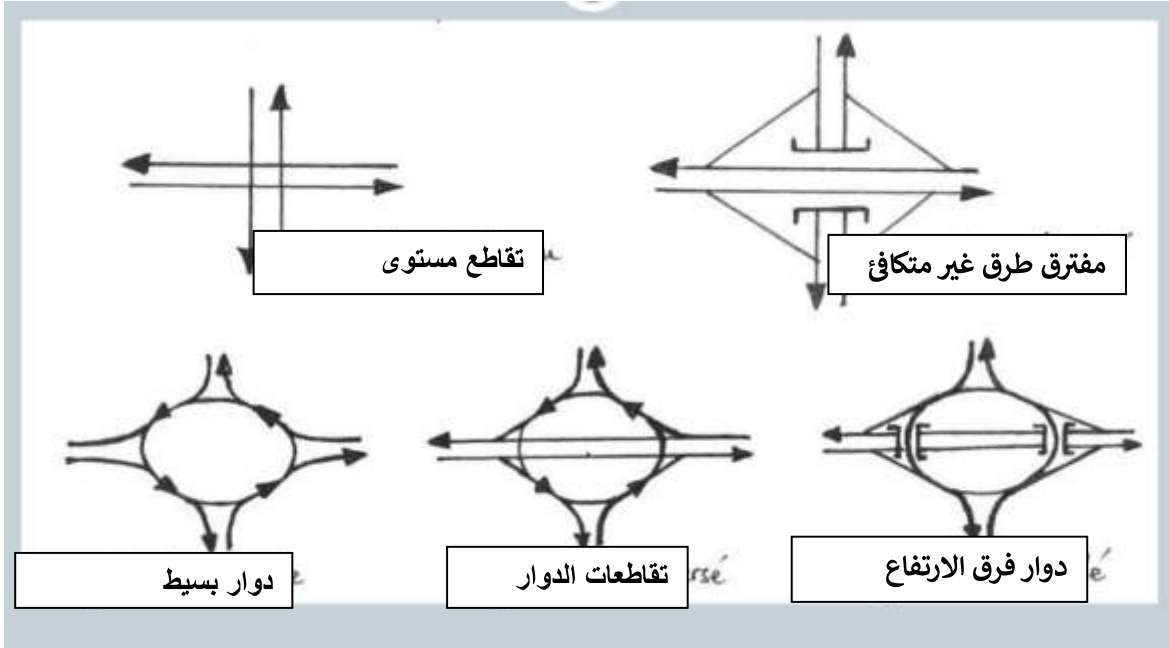 تقاطع مستوى
مفترق طرق غير متكافئ
دوار بسيط
تقاطعات الدوار
دوار فرق الارتفاع